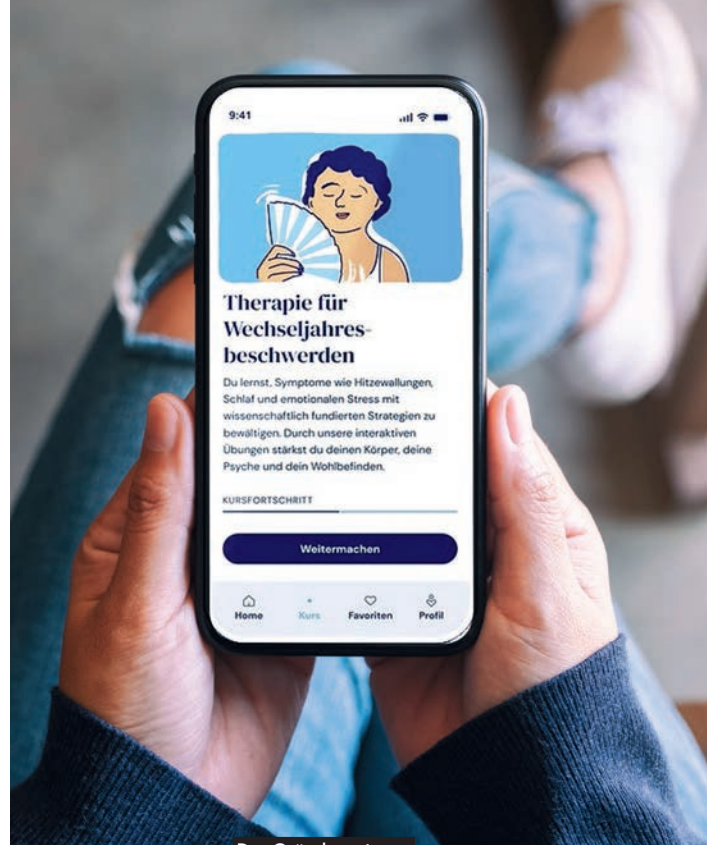 9:41
Therapie für
Wechseljahres-
beschwerden
Du lernst, Symptome wie Hitzewallungen,
Schlaf und emotionalen Stress mit
wissenschaftlich fundierten Strategien zu
bewältigen. Durch unsere interaktiven
Übungen stärkst du deinen Körper, deine
Psyche und dein Wohlbefinden.
KURSFORTSCHRITT
Weitermachen
Home Kurs Favoriten Profil